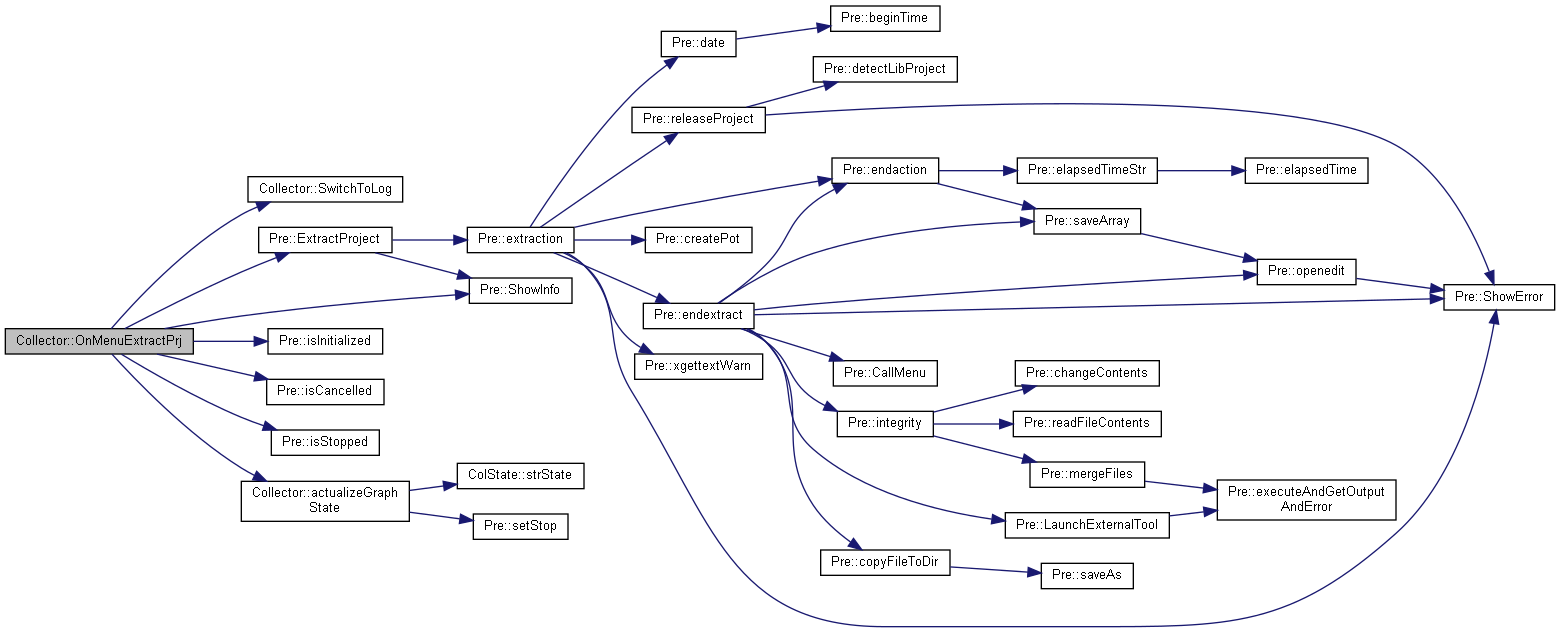 Pre::beginTime
Pre::date
Pre::detectLibProject
Pre::releaseProject
Pre::endaction
Pre::elapsedTimeStr
Pre::elapsedTime
Collector::SwitchToLog
Pre::saveArray
Pre::ExtractProject
Pre::extraction
Pre::createPot
Pre::openedit
Pre::ShowInfo
Pre::ShowError
Pre::endextract
Collector::OnMenuExtractPrj
Pre::isInitialized
Pre::xgettextWarn
Pre::CallMenu
Pre::changeContents
Pre::isCancelled
Pre::integrity
Pre::readFileContents
Pre::isStopped
Pre::mergeFiles
ColState::strState
Collector::actualizeGraph
State
Pre::executeAndGetOutput
AndError
Pre::setStop
Pre::LaunchExternalTool
Pre::copyFileToDir
Pre::saveAs